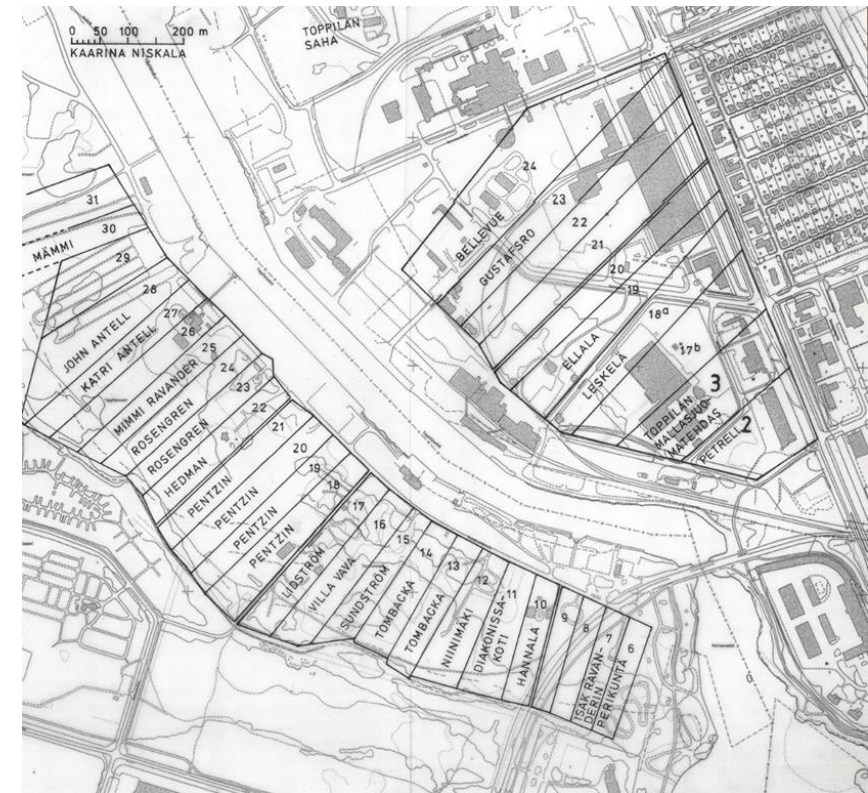 0 50 100 200 m
KAARINA NISKALA
TOPPILAN
SAHA
31
30
MÄMMI
29
28
JOHN ANTELL
27
KATRI ANTELL
26
25
MIMMI RAVANDER
24
ROSENGREN
23
ROSENGREN
22
HEDMAN
21
PENTZIN
20
PENTZIN
19
PENTZIN
18
PENTZIN
17
LIDSTRÖM
16
VILLA VAVA
15
SUNDSTRÖM
14
TOMBACKA
13
TOMBACKA
12
NIINIMÄKI
11
DIAKONISSA-
KOTI
10
HANNALA
9
8
7
6
ISAK RAVAN-
DERIN
PERIKUNTA
24
BELLEVUE
23
GUSTAFSRO
22
21
20
19
ELLALA
18a
LESKELÄ
17b
3
TOPPILAN
MALLASJUO-
MATEHDAS
2
PETRELL